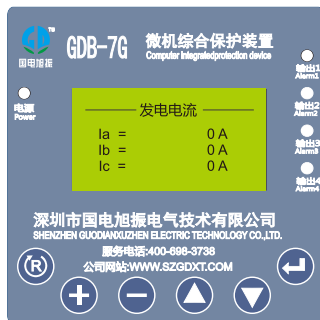 TM
GDB-7G 微机综合保护装置
国电旭振 Computer Integratedprotection device
输出1
Alarm1
电源
Power
输出2
Alarm2
发电电流
Ia = 0 A
输出3
Alarm3
Ib = 0 A
Ic = 0 A
输出4
Alarm4
深圳市国电旭振电气技术有限公司
SHENZHEN GUODIANXUZHEN ELECTRIC TECHNOLOGY CO.,LTD.
服务电话:400-698-3738
公司网站:WWW.SZGDXT.COM
R